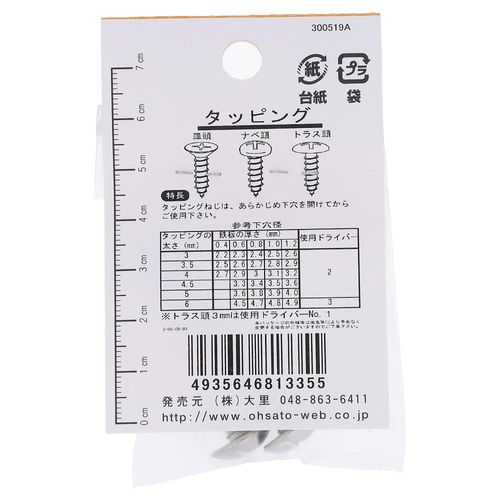 300519A
紙
プラ
台紙
袋
タッピング
皿頭 ナベ頭 トラス頭
特長
タッピングねじは、あらかじめ下穴を開けてから
ご使用下さい。
参考下穴径
タッピングの太さ(mm) 鉄板の厚さ(mm) 使用ドライバー
0.4 0.6 0.8 1.0 1.2
3 2.2 2.3 2.4 2.5 2.6
3.5 2.5 2.6 2.7 2.8 2.9
4 2.7 2.9 3 3.1 3.2 2
4.5 3.3 3.4 3.5 3.6
5 3.6 3.8 3.9 4.0
6 4.5 4.7 4.8 4.9 3
※トラス頭3mmは使用ドライバーNo.1
4935646813355
発売元 (株)大里 048-863-6411
http://www.ohsato-web.co.jp
0cm
1cm
2cm
3cm
4cm
5cm
6cm
7cm